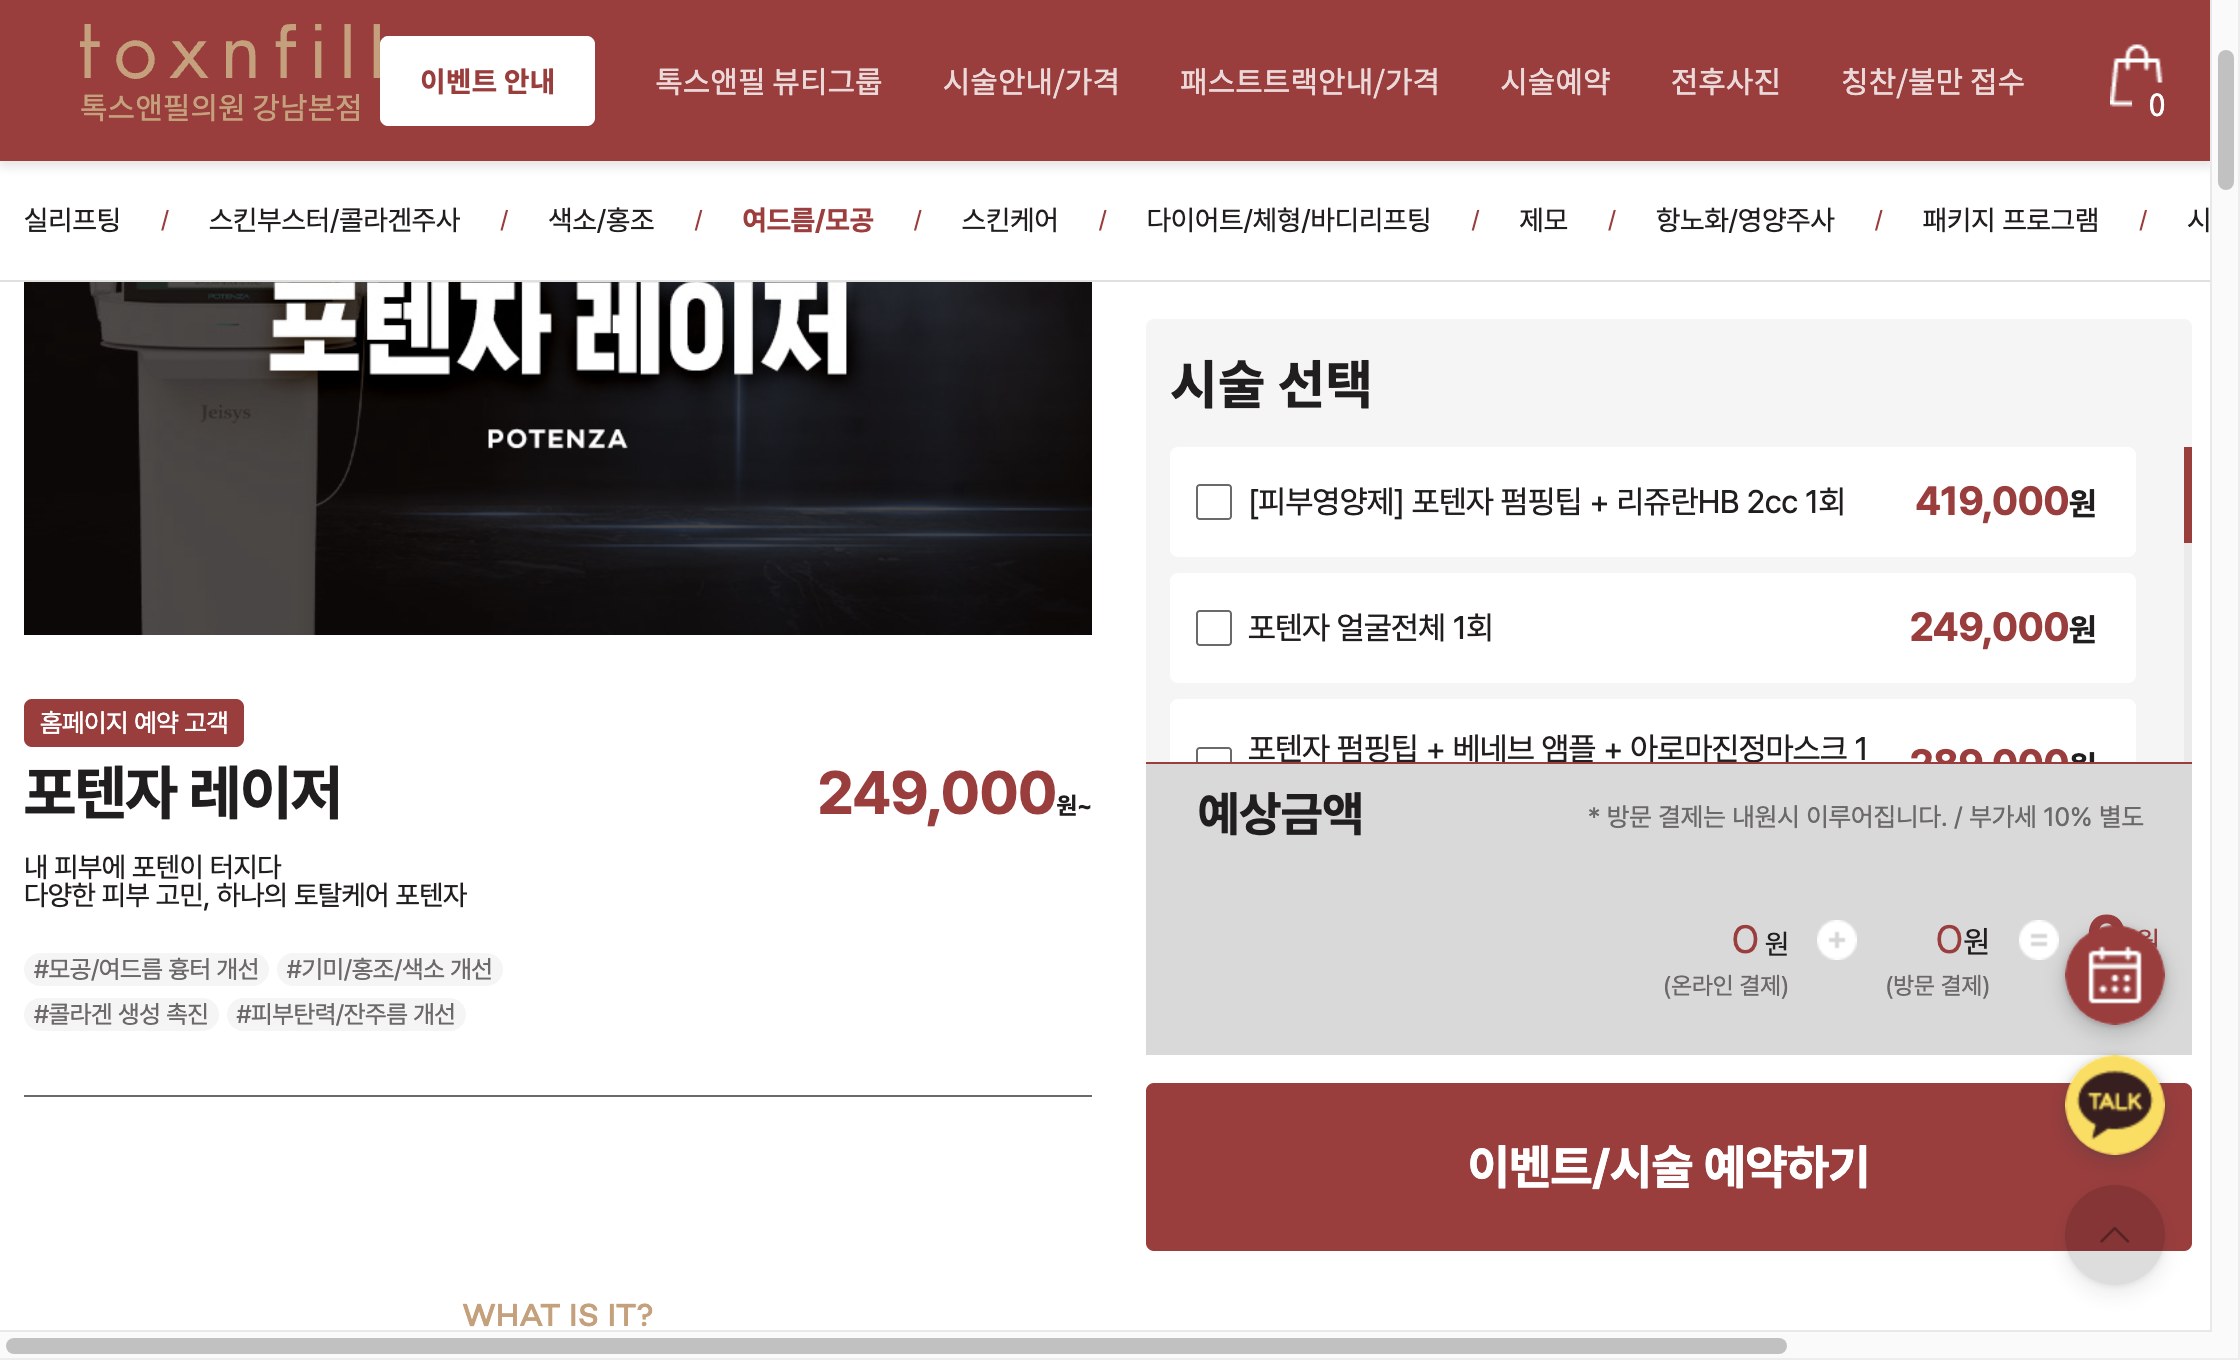 toxnfill
톡스앤필의원 강남본점
이벤트 안내
톡스앤필 뷰티그룹
시술안내/가격
패스트트랙안내/가격
시술예약
전후사진
칭찬/불만 접수
0
실리프팅 / 스킨부스터/콜라겐주사 / 색소/홍조 / 여드름/모공 / 스킨케어 / 다이어트/체형/바디리프팅 / 제모 / 항노화/영양주사 / 패키지 프로그램 / 시
POTENZA
포텐자 레이저
Jeisys
POTENZA
홈페이지 예약 고객
포텐자 레이저
249,000원~
내 피부에 포텐이 터지다
다양한 피부 고민, 하나의 토탈케어 포텐자
#모공/여드름 흉터 개선 #기미/홍조/색소 개선
#콜라겐 생성 촉진 #피부탄력/잔주름 개선
WHAT IS IT?
시술 선택
[피부영양제] 포텐자 펌핑팁 + 리쥬란HB 2cc 1회 419,000원
포텐자 얼굴전체 1회 249,000원
포텐자 펌핑팁 + 베네브 앰플 + 아로마진정마스크 1 289,000원
예상금액
* 방문 결제는 내원시 이루어집니다. / 부가세 10% 별도
0 원 + 0원 =
(온라인 결제) (방문 결제)
TALK
이벤트/시술 예약하기